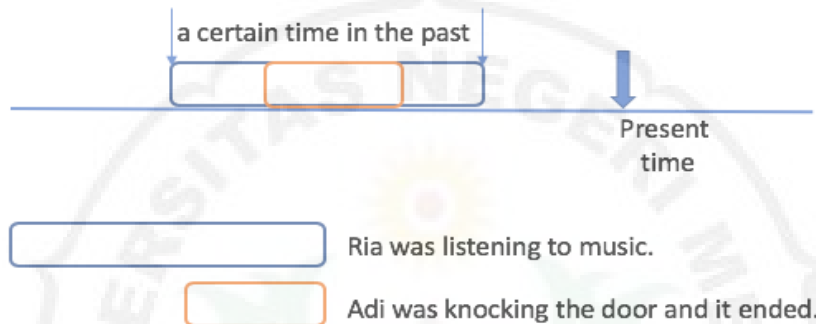 a certain time in the past
Present
time
Ria was listening to music.
Adi was knocking the door and it ended.